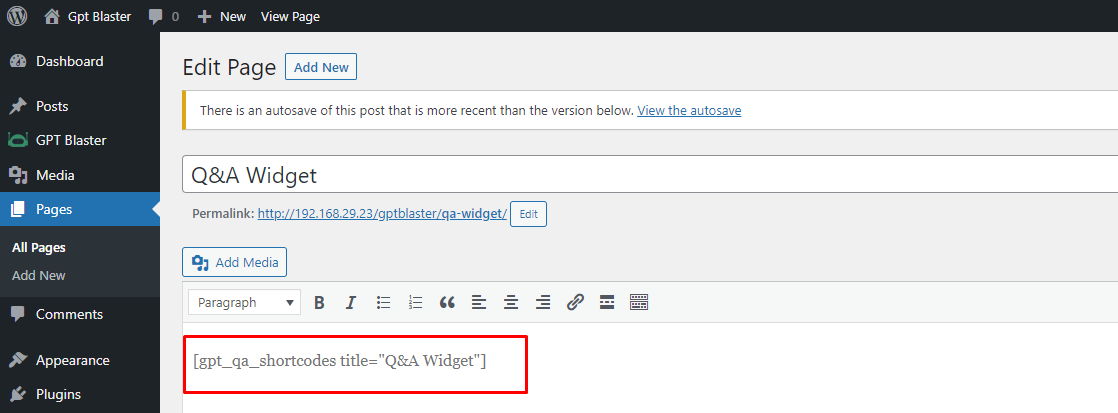 Gpt Blaster 0 New View Page
Dashboard
Posts
GPT Blaster
Media
Pages
All Pages
Add New
Comments
Appearance
Plugins
Edit Page Add New
There is an autosave of this post that is more recent than the version below. View the autosave
Q&A Widget
Permalink: http://192.168.29.23/gptblaster/qa-widget/ Edit
Add Media
Paragraph B I
[gpt_qa_shortcodes title="Q&A Widget"]